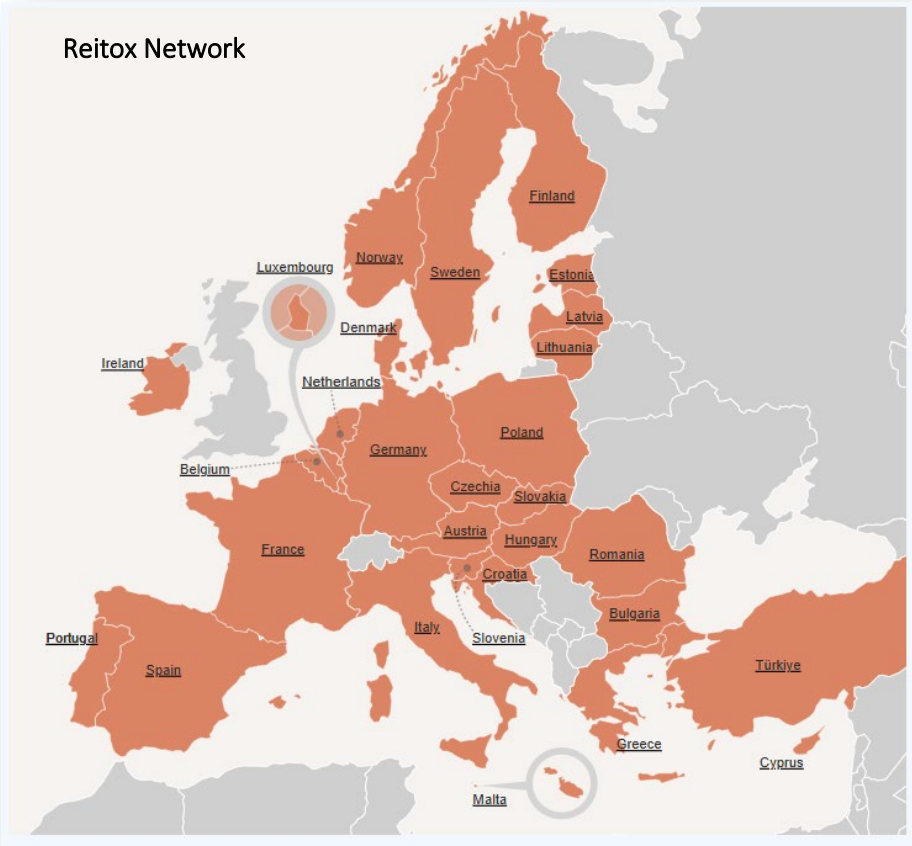 Reitox Network
Finland
Norway
Luxembourg
Sweden
Estonia
Latvia
Denmark
Lithuania
Ireland
Netherlands
Poland
Germany
Belgium
Czechia
Slovakia
Austria
Hungary
France
Romania
Croatia
Bulgaria
Italy
Portugal
Slovenia
Spain
Türkiye
Greece
Cyprus
Malta